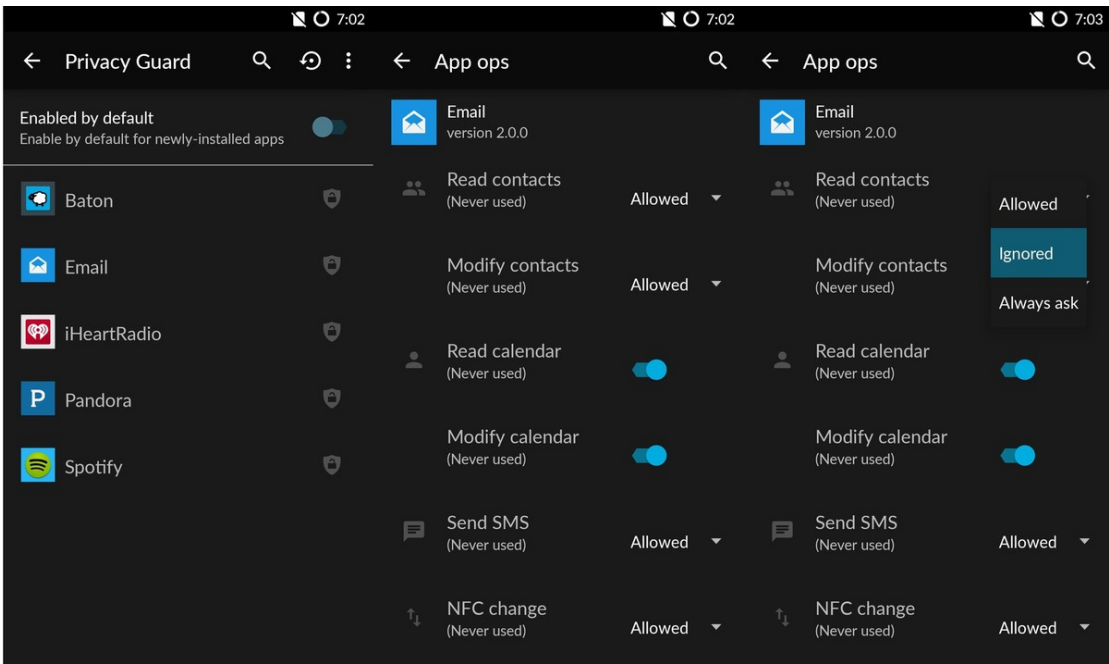 7:02
Privacy Guard
Enabled by default
Enable by default for newly-installed apps
Baton
Email
iHeartRadio
P Pandora
Spotify
7:02
App ops
Email
version 2.0.0
Read contacts
(Never used)
Allowed
Modify contacts
(Never used)
Allowed
Read calendar
(Never used)
Modify calendar
(Never used)
Send SMS
(Never used)
Allowed
NFC change
(Never used)
Allowed
7:03
App ops
Email
version 2.0.0
Read contacts
(Never used)
Allowed
Ignored
Always ask
Modify contacts
(Never used)
Read calendar
(Never used)
Modify calendar
(Never used)
Send SMS
(Never used)
Allowed
NFC change
(Never used)
Allowed